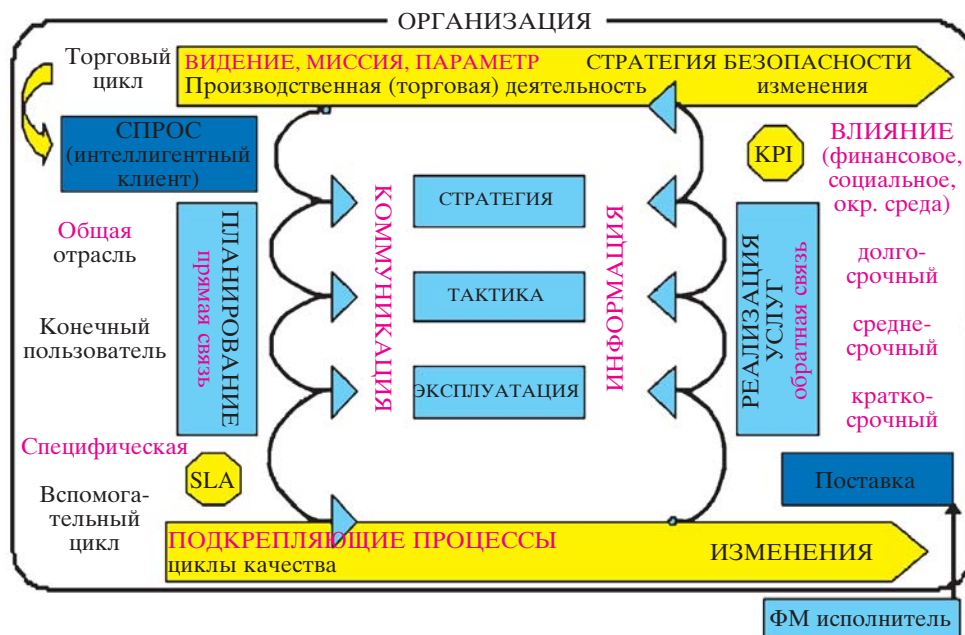 ОРГАНИЗАЦИЯ
Торговый
цикл
ВИДЕНИЕ, МИССИЯ, ПАРАМЕТР
СТРАТЕГИЯ БЕЗОПАСНОСТИ
Производственная (торговая) деятельность
изменения
СПРОС
(интеллигентный
клиент)
KPI
ВЛИЯНИЕ
(финансовое,
социальное,
окр. среда)
Общая
отрасль
Конечный
пользователь
Специфическая
ПЛАНИРОВАНИЕ
прямая связь
КОММУНИКАЦИЯ
СТРАТЕГИЯ
ТАКТИКА
ЭКСПЛУАТАЦИЯ
ИНФОРМАЦИЯ
РЕАЛИЗАЦИЯ
УСЛУГ
обратная связь
долго-
срочный
средне-
срочный
кратко-
срочный
SLA
Вспомога-
тельный
цикл
Поставка
ПОДКРЕПЛЯЮЩИЕ ПРОЦЕССЫ
циклы качества
ИЗМЕНЕНИЯ
ФМ исполнитель